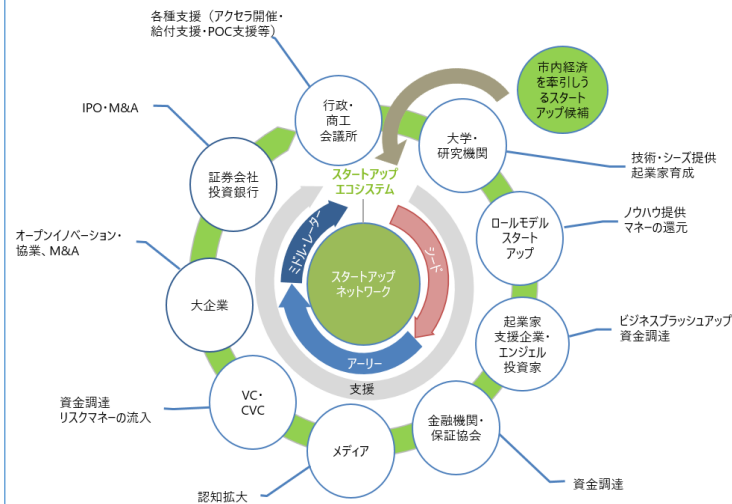 各種支援（アクセラ開催・
給付支援・POC支援等）
行政・
商工
会議所
市内経済
を牽引しう
るスタート
アップ候補
IPO・M&A
証券会社
投資銀行
大学・
研究機関
技術・シーズ提供
起業家育成
スタートアップ
エコシステム
ロールモデル
スタート
アップ
ノウハウ提供
マネーの還元
オープンイノベーション・
協業、M&A
大企業
ミドル・レーター
シード
スタートアップ
ネットワーク
アーリー
支援
起業家
支援企業・
エンジェル
投資家
ビジネスブラッシュアップ
資金調達
VC・
CVC
資金調達
リスクマネーの流入
メディア
認知拡大
金融機関・
保証協会
資金調達